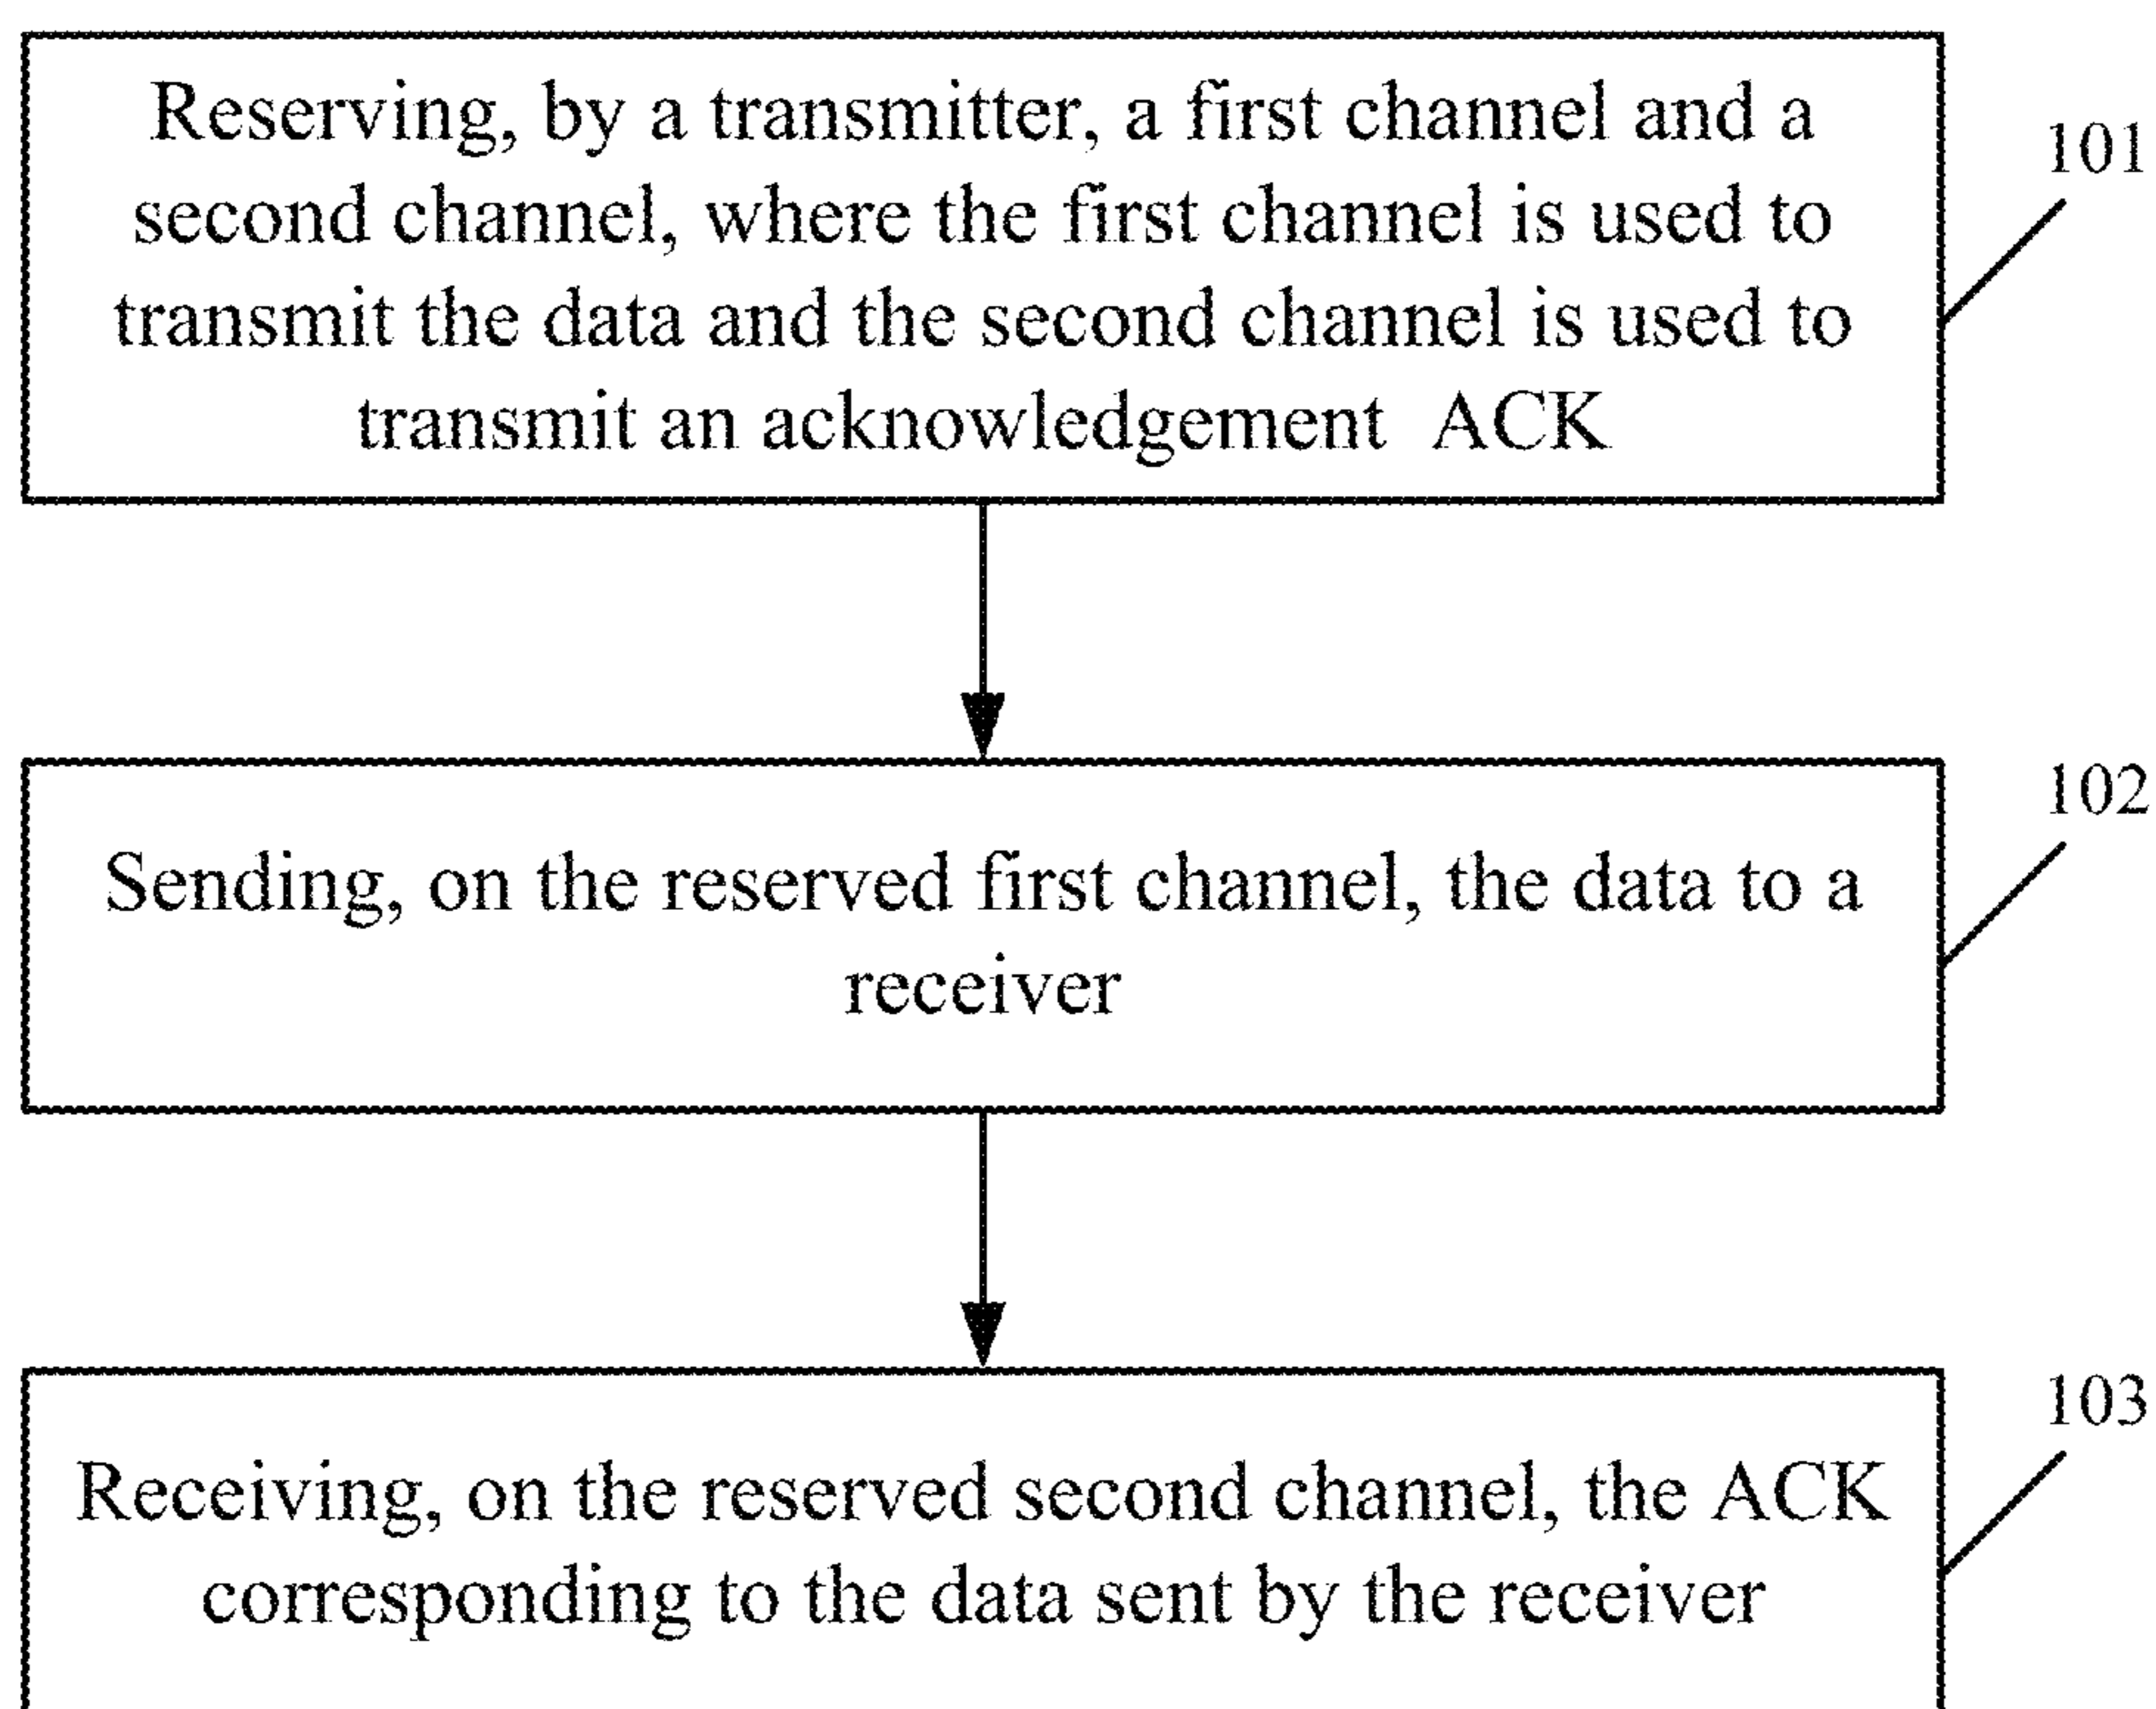 Reserving, by a transmitter, a first channel and a
second channel, where the first channel is used to
transmit the data and the second channel is used to
transmit an acknowledgement ACK
101
Sending, on the reserved first channel, the data to a
receiver
102
Receiving, on the reserved second channel, the ACK
corresponding to the data sent by the receiver
103